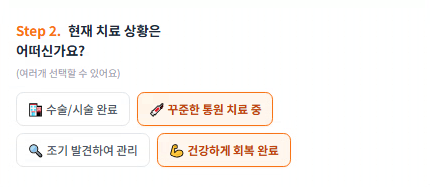 Step 2. 현재 치료 상황은
어떠신가요?
(여러개 선택할 수 있어요)
수술/시술 완료 꾸준한 통원 치료 중
조기 발견하여 관리 건강하게 회복 완료